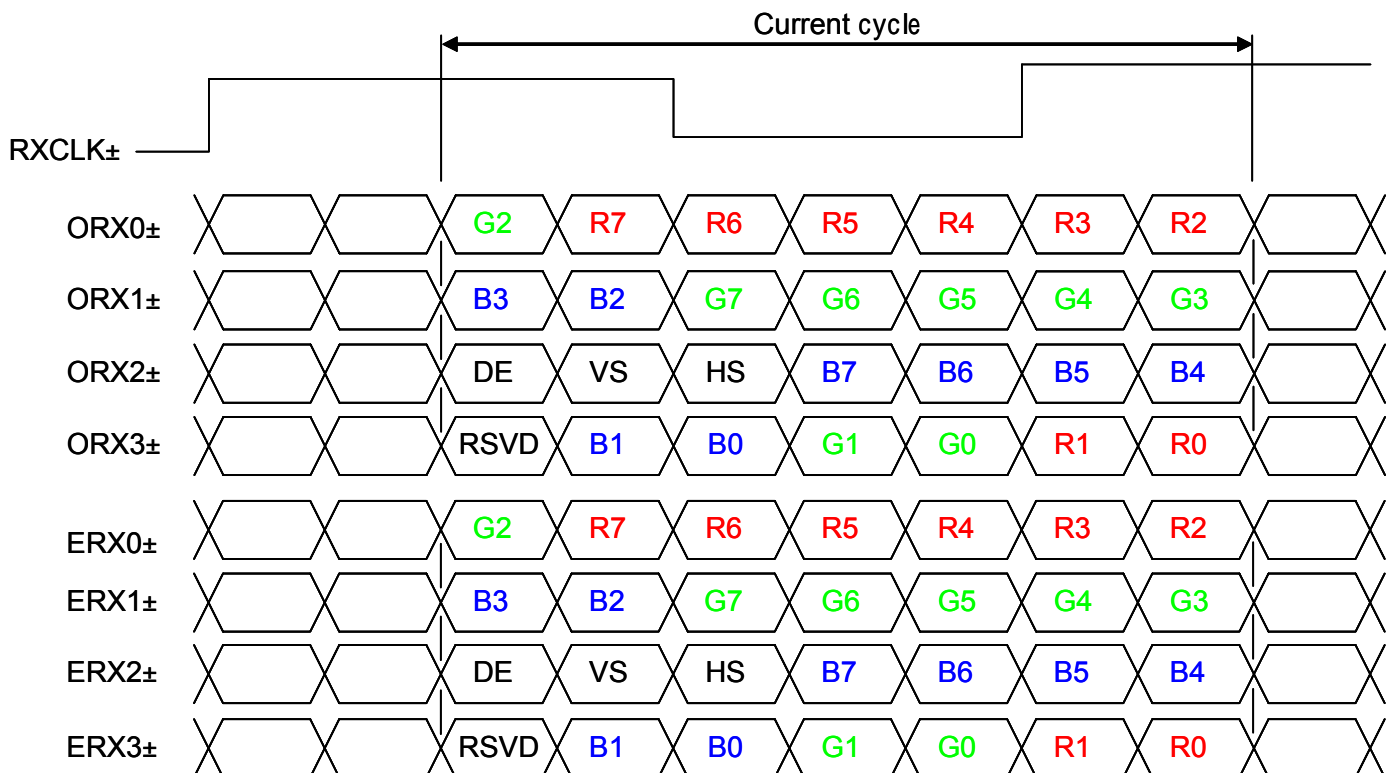 Current cycle
RXCLK±
ORX0± G2 R7 R6 R5 R4 R3 R2
ORX1± B3 B2 G7 G6 G5 G4 G3
ORX2± DE VS HS B7 B6 B5 B4
ORX3± RSVD B1 B0 G1 G0 R1 R0
ERX0± G2 R7 R6 R5 R4 R3 R2
ERX1± B3 B2 G7 G6 G5 G4 G3
ERX2± DE VS HS B7 B6 B5 B4
ERX3± RSVD B1 B0 G1 G0 R1 R0